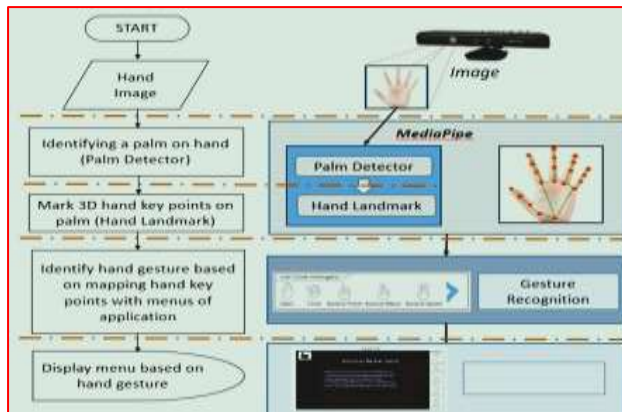 START
Hand
Image
Image
MediaPipe
Identifying a palm on hand
(Palm Detector)
Palm Detector
Mark 3D hand key points on
palm (Hand Landmark)
Hand Landmark
Identify hand gesture based
on mapping hand key
points with menus of
application
Gesture
Recognition
Display menu based on
hand gesture